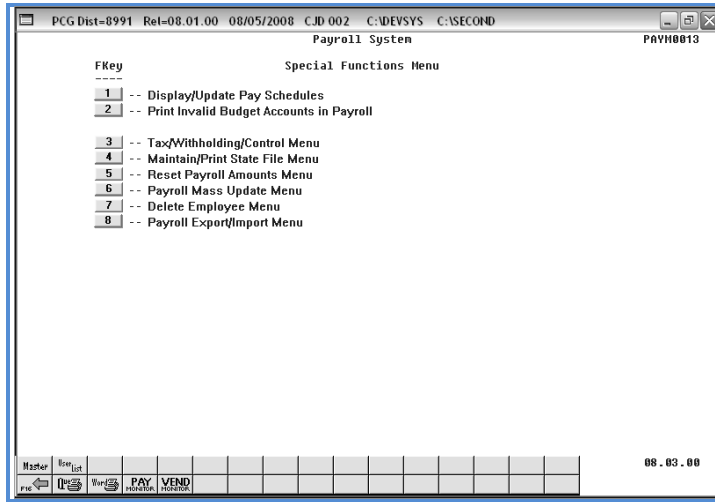 PCG Dist=8991 Rel=08.01.00 08/05/2008 CJD 002 C:\DEVSYS C:\SECOND
Payroll System PAYM0013
FKey Special Functions Menu
----
1 -- Display/Update Pay Schedules
2 -- Print Invalid Budget Accounts in Payroll
3 -- Tax/Withholding/Control Menu
4 -- Maintain/Print State File Menu
5 -- Reset Payroll Amounts Menu
6 -- Payroll Mass Update Menu
7 -- Delete Employee Menu
8 -- Payroll Export/Import Menu
Master User List 08.03.00
F16 Que Word PAY MONITOR VEND MONITOR